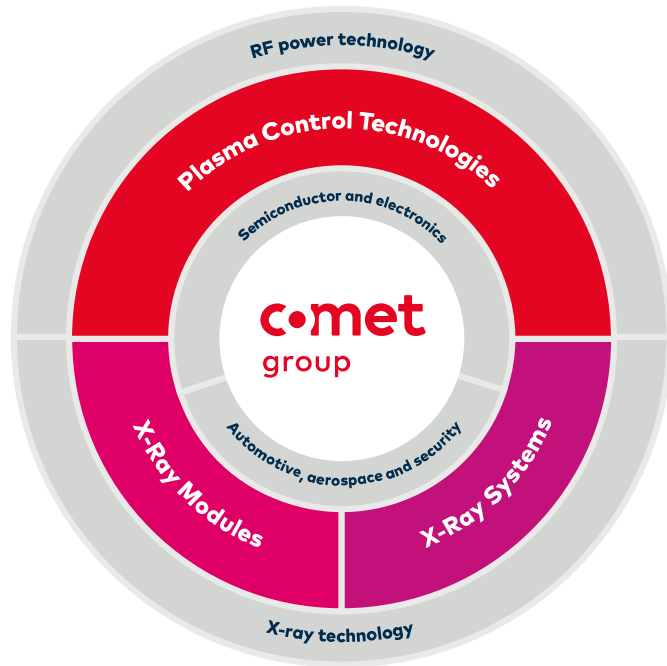 RF power technology
Plasma Control Technologies
Semiconductor and electronics
comet
group
Automotive, aerospace and security
X-Ray Modules
X-Ray Systems
X-ray technology